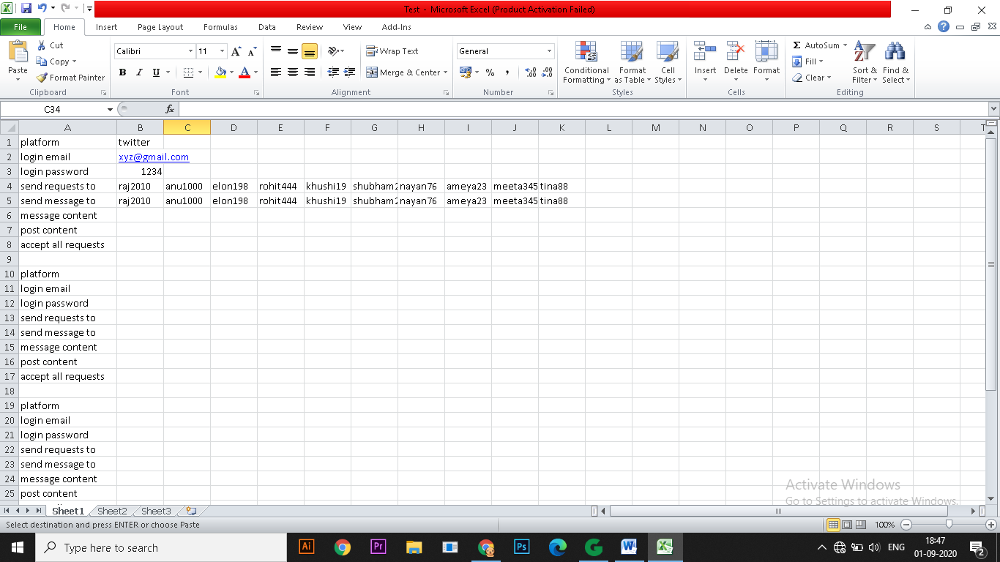 Test - Microsoft Excel (Product Activation Failed)
File Home Insert Page Layout Formulas Data Review View Add-Ins
Paste Cut Copy Format Painter
Clipboard
Calibri 11
B I U A
Font
Wrap Text
Merge & Center
Alignment
General
% ,
Number
Conditional Formatting
Format as Table
Cell Styles
Styles
Insert Delete Format
Cells
AutoSum
Fill
Clear
Sort & Filter
Find & Select
Editing
C34 fx
A B C D E F G H I J K L M N O P Q R S T
1 platform twitter
2 login email xyz@gmail.com
3 login password 1234
4 send requests to raj2010 anu1000 elon198 rohit444 khushi19 shubham2 nayan76 ameya23 meeta345 tina88
5 send message to raj2010 anu1000 elon198 rohit444 khushi19 shubham2 nayan76 ameya23 meeta345 tina88
6 message content
7 post content
8 accept all requests
9
10 platform
11 login email
12 login password
13 send requests to
14 send message to
15 message content
16 post content
17 accept all requests
18
19 platform
20 login email
21 login password
22 send requests to
23 send message to
24 message content
25 post content
Activate Windows
Go to Settings to activate Windows.
Sheet1 Sheet2 Sheet3
Select destination and press ENTER or choose Paste 100%
Type here to search Ai Pr Ps ENG 18:47
01-09-2020 2